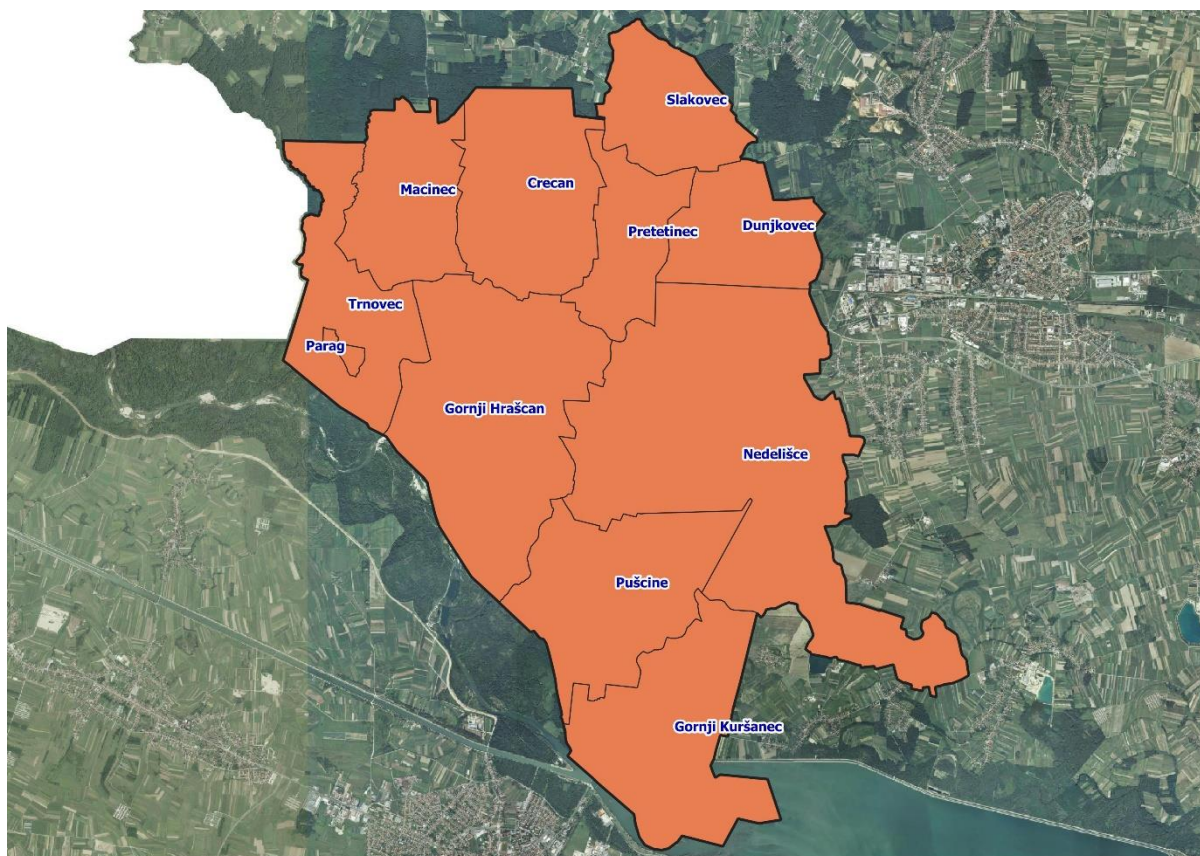 Slakovec
Macinec
Crecan
Pretetinec
Dunjkovec
Trnovec
Parag
Gornji Hrašcan
Nedelišce
Pušcine
Gornji Kuršanec